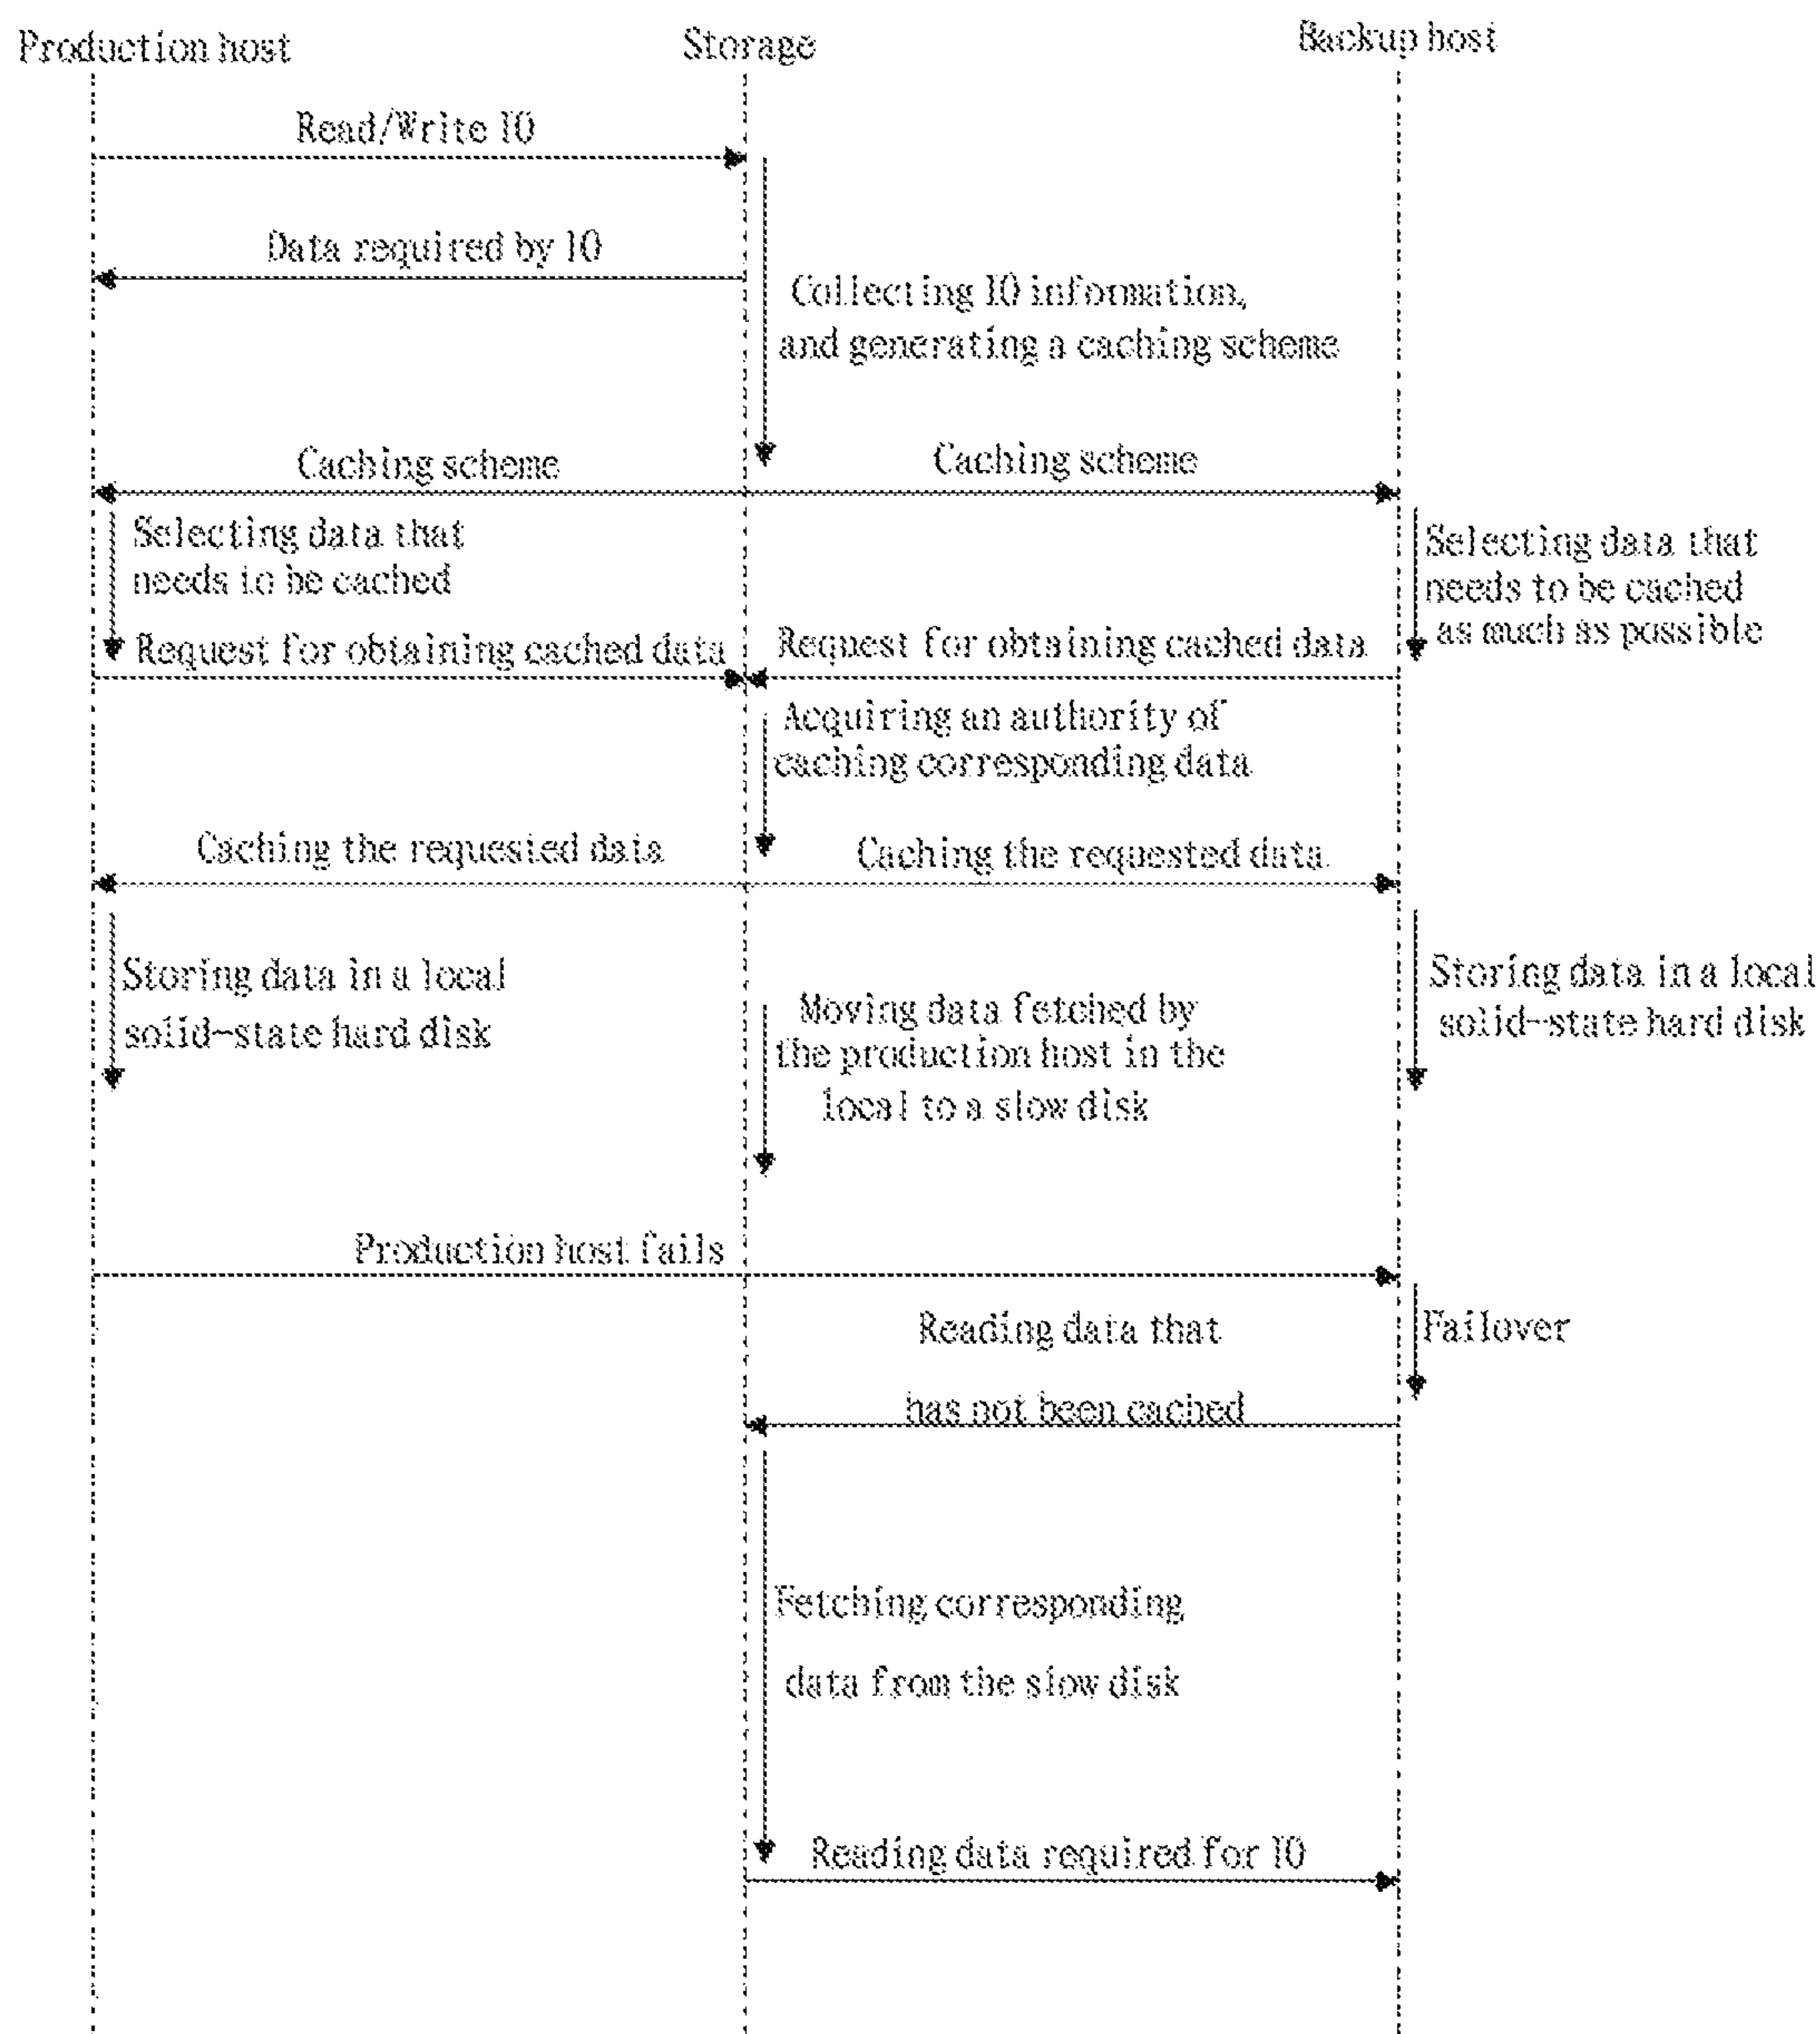 Production host
Storage
Backup host
Read/Write IO
Data required by IO
Collecting IO information,
and generating a caching scheme
Caching scheme
Caching scheme
Selecting data that
needs to be cached
Selecting data that
needs to be cached
as much as possible
Request for obtaining cached data
Request for obtaining cached data
Acquiring an authority of
caching corresponding data
Caching the requested data
Caching the requested data
Storing data in a local
solid-state hard disk
Moving data fetched by
the production host in the
local to a slow disk
Storing data in a local
solid-state hard disk
Production host fails
Reading data that
has not been cached
Failover
Fetching corresponding
data from the slow disk
Reading data required for IO